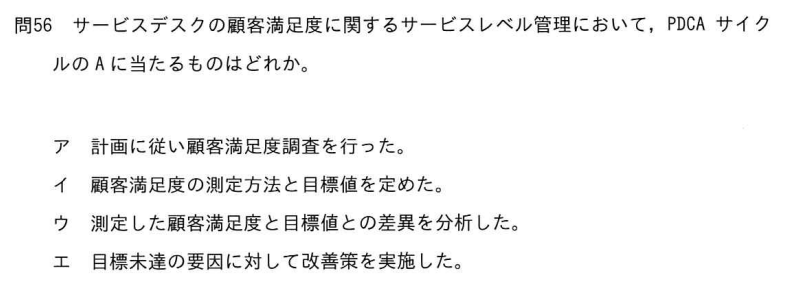 問56　サービスデスクの顧客満足度に関するサービスレベル管理において，PDCA サイク
ルの A に当たるものはどれか。
ア　計画に従い顧客満足度調査を行った。
イ　顧客満足度の測定方法と目標値を定めた。
ウ　測定した顧客満足度と目標値との差異を分析した。
エ　目標未達の要因に対して改善策を実施した。